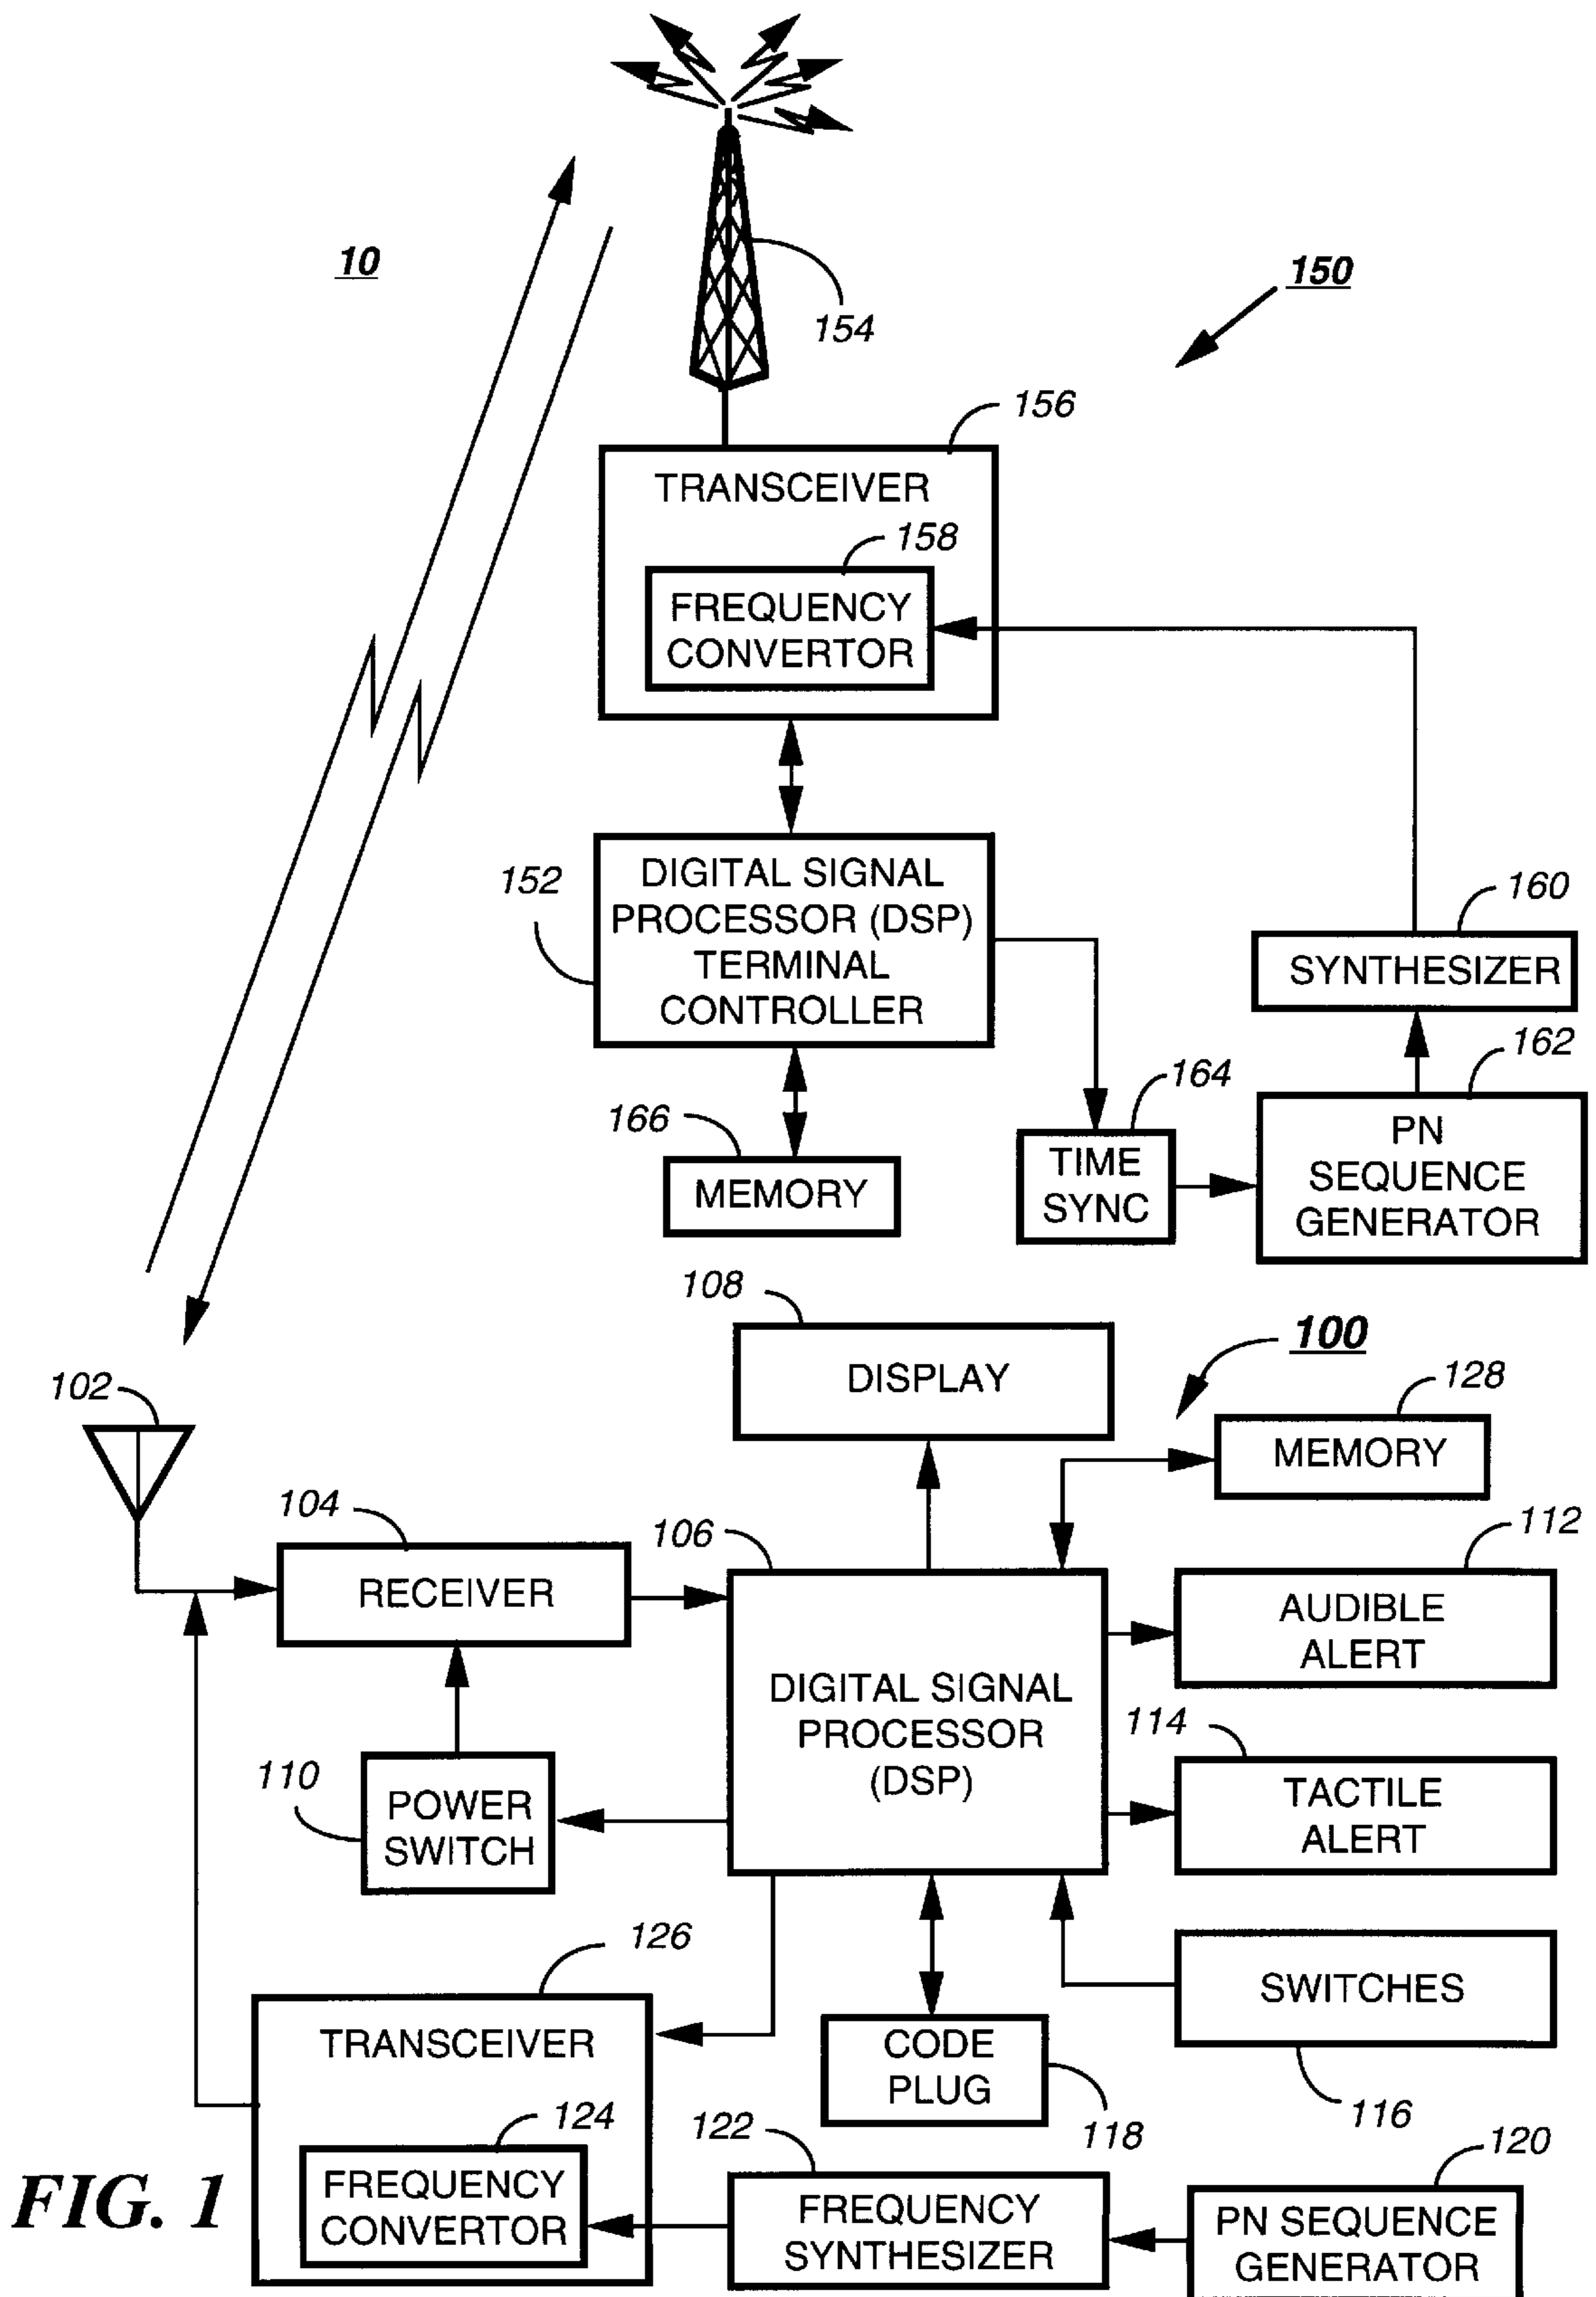 10
150
154
156
TRANSCEIVER
158
FREQUENCY
CONVERTOR
152
DIGITAL SIGNAL
PROCESSOR (DSP)
TERMINAL
CONTROLLER
160
SYNTHESIZER
162
PN
SEQUENCE
GENERATOR
164
TIME
SYNC
166
MEMORY
108
DISPLAY
100
128
MEMORY
102
104
RECEIVER
106
DIGITAL SIGNAL
PROCESSOR
(DSP)
112
AUDIBLE
ALERT
114
TACTILE
ALERT
110
POWER
SWITCH
126
TRANSCEIVER
124
FREQUENCY
CONVERTOR
CODE
PLUG
118
SWITCHES
116
122
FREQUENCY
SYNTHESIZER
120
PN SEQUENCE
GENERATOR
FIG. 1